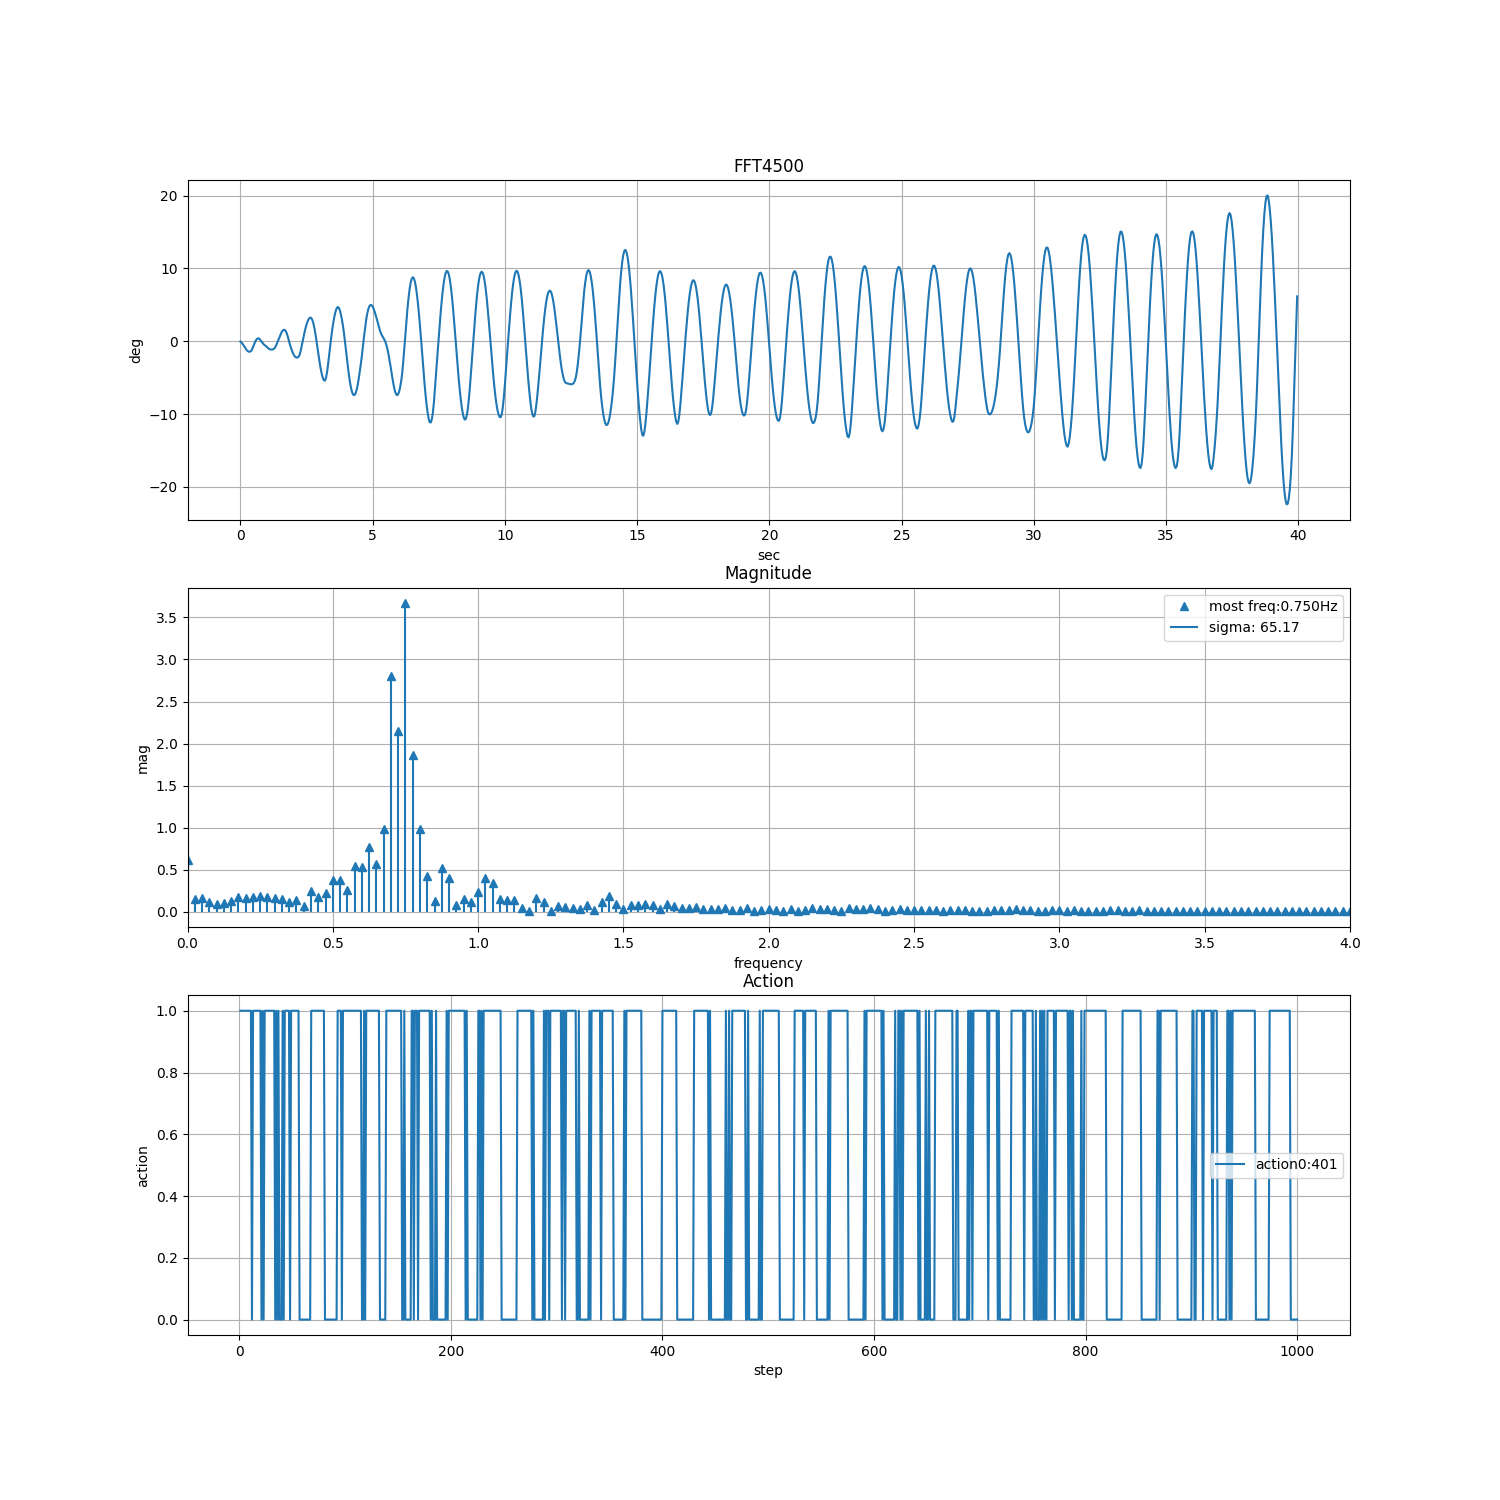 FFT4500
20
10
0
−10
−20
deg
0 5 10 15 20 25 30 35 40
sec
Magnitude
most freq:0.750Hz
sigma: 65.17
3.5
3.0
2.5
2.0
1.5
1.0
0.5
0.0
mag
0.0 0.5 1.0 1.5 2.0 2.5 3.0 3.5 4.0
frequency
Action
1.0
0.8
0.6
0.4
0.2
0.0
action
action0:401
0 200 400 600 800 1000
step